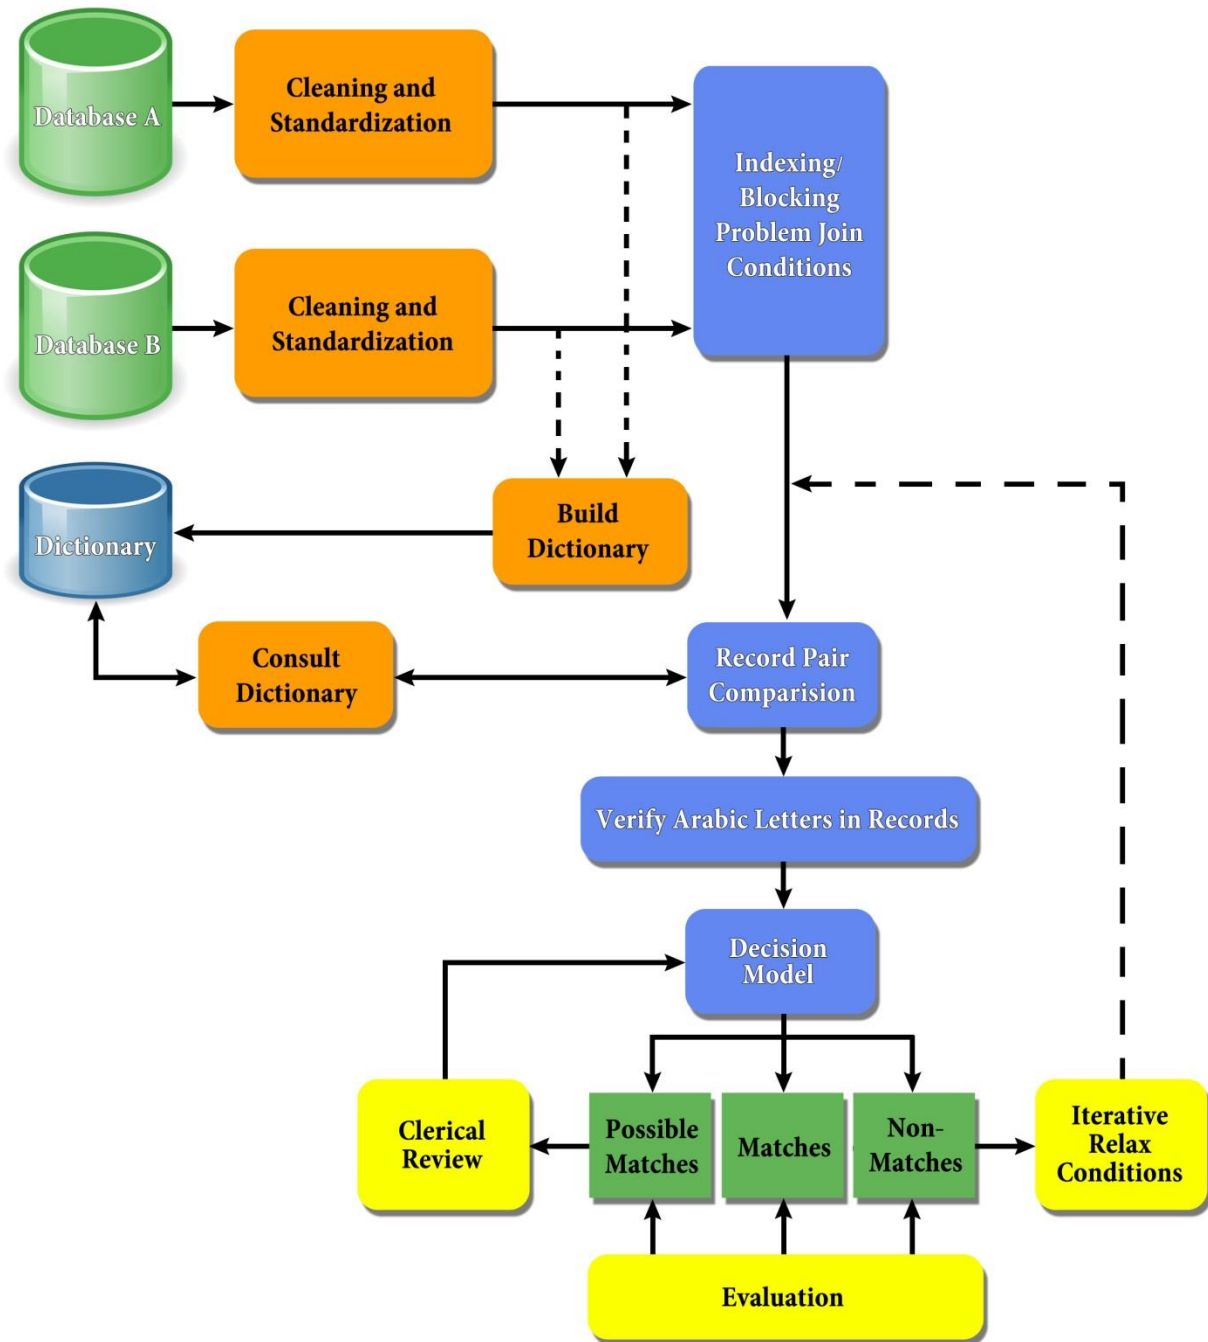 Database A
Cleaning and
Standardization
Indexing/
Blocking
Problem Join
Conditions
Database B
Cleaning and
Standardization
Dictionary
Build
Dictionary
Consult
Dictionary
Record Pair
Comparision
Verify Arabic Letters in Records
Decision
Model
Clerical
Review
Possible
Matches
Matches
Non-
Matches
Iterative
Relax
Conditions
Evaluation